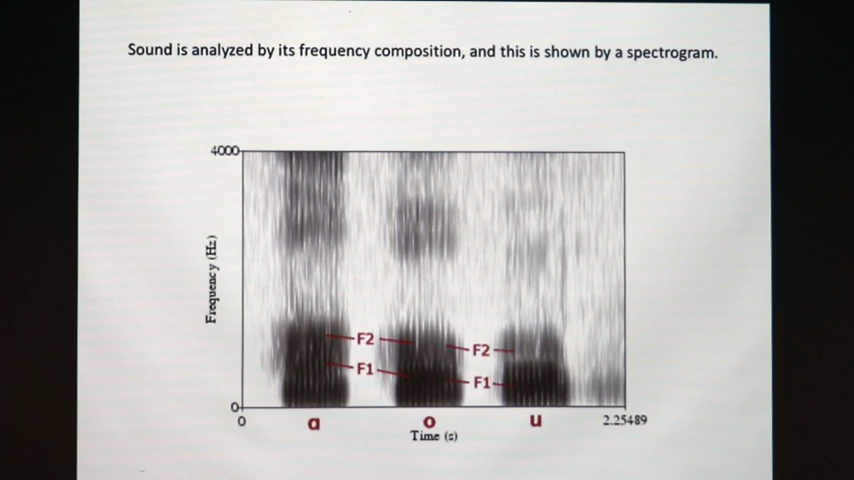 Sound is analyzed by its frequency composition, and this is shown by a spectrogram.
4000
Frequency (Hz)
F2
F2
F1
F1
0
0
a
o
u
2.25489
Time (s)